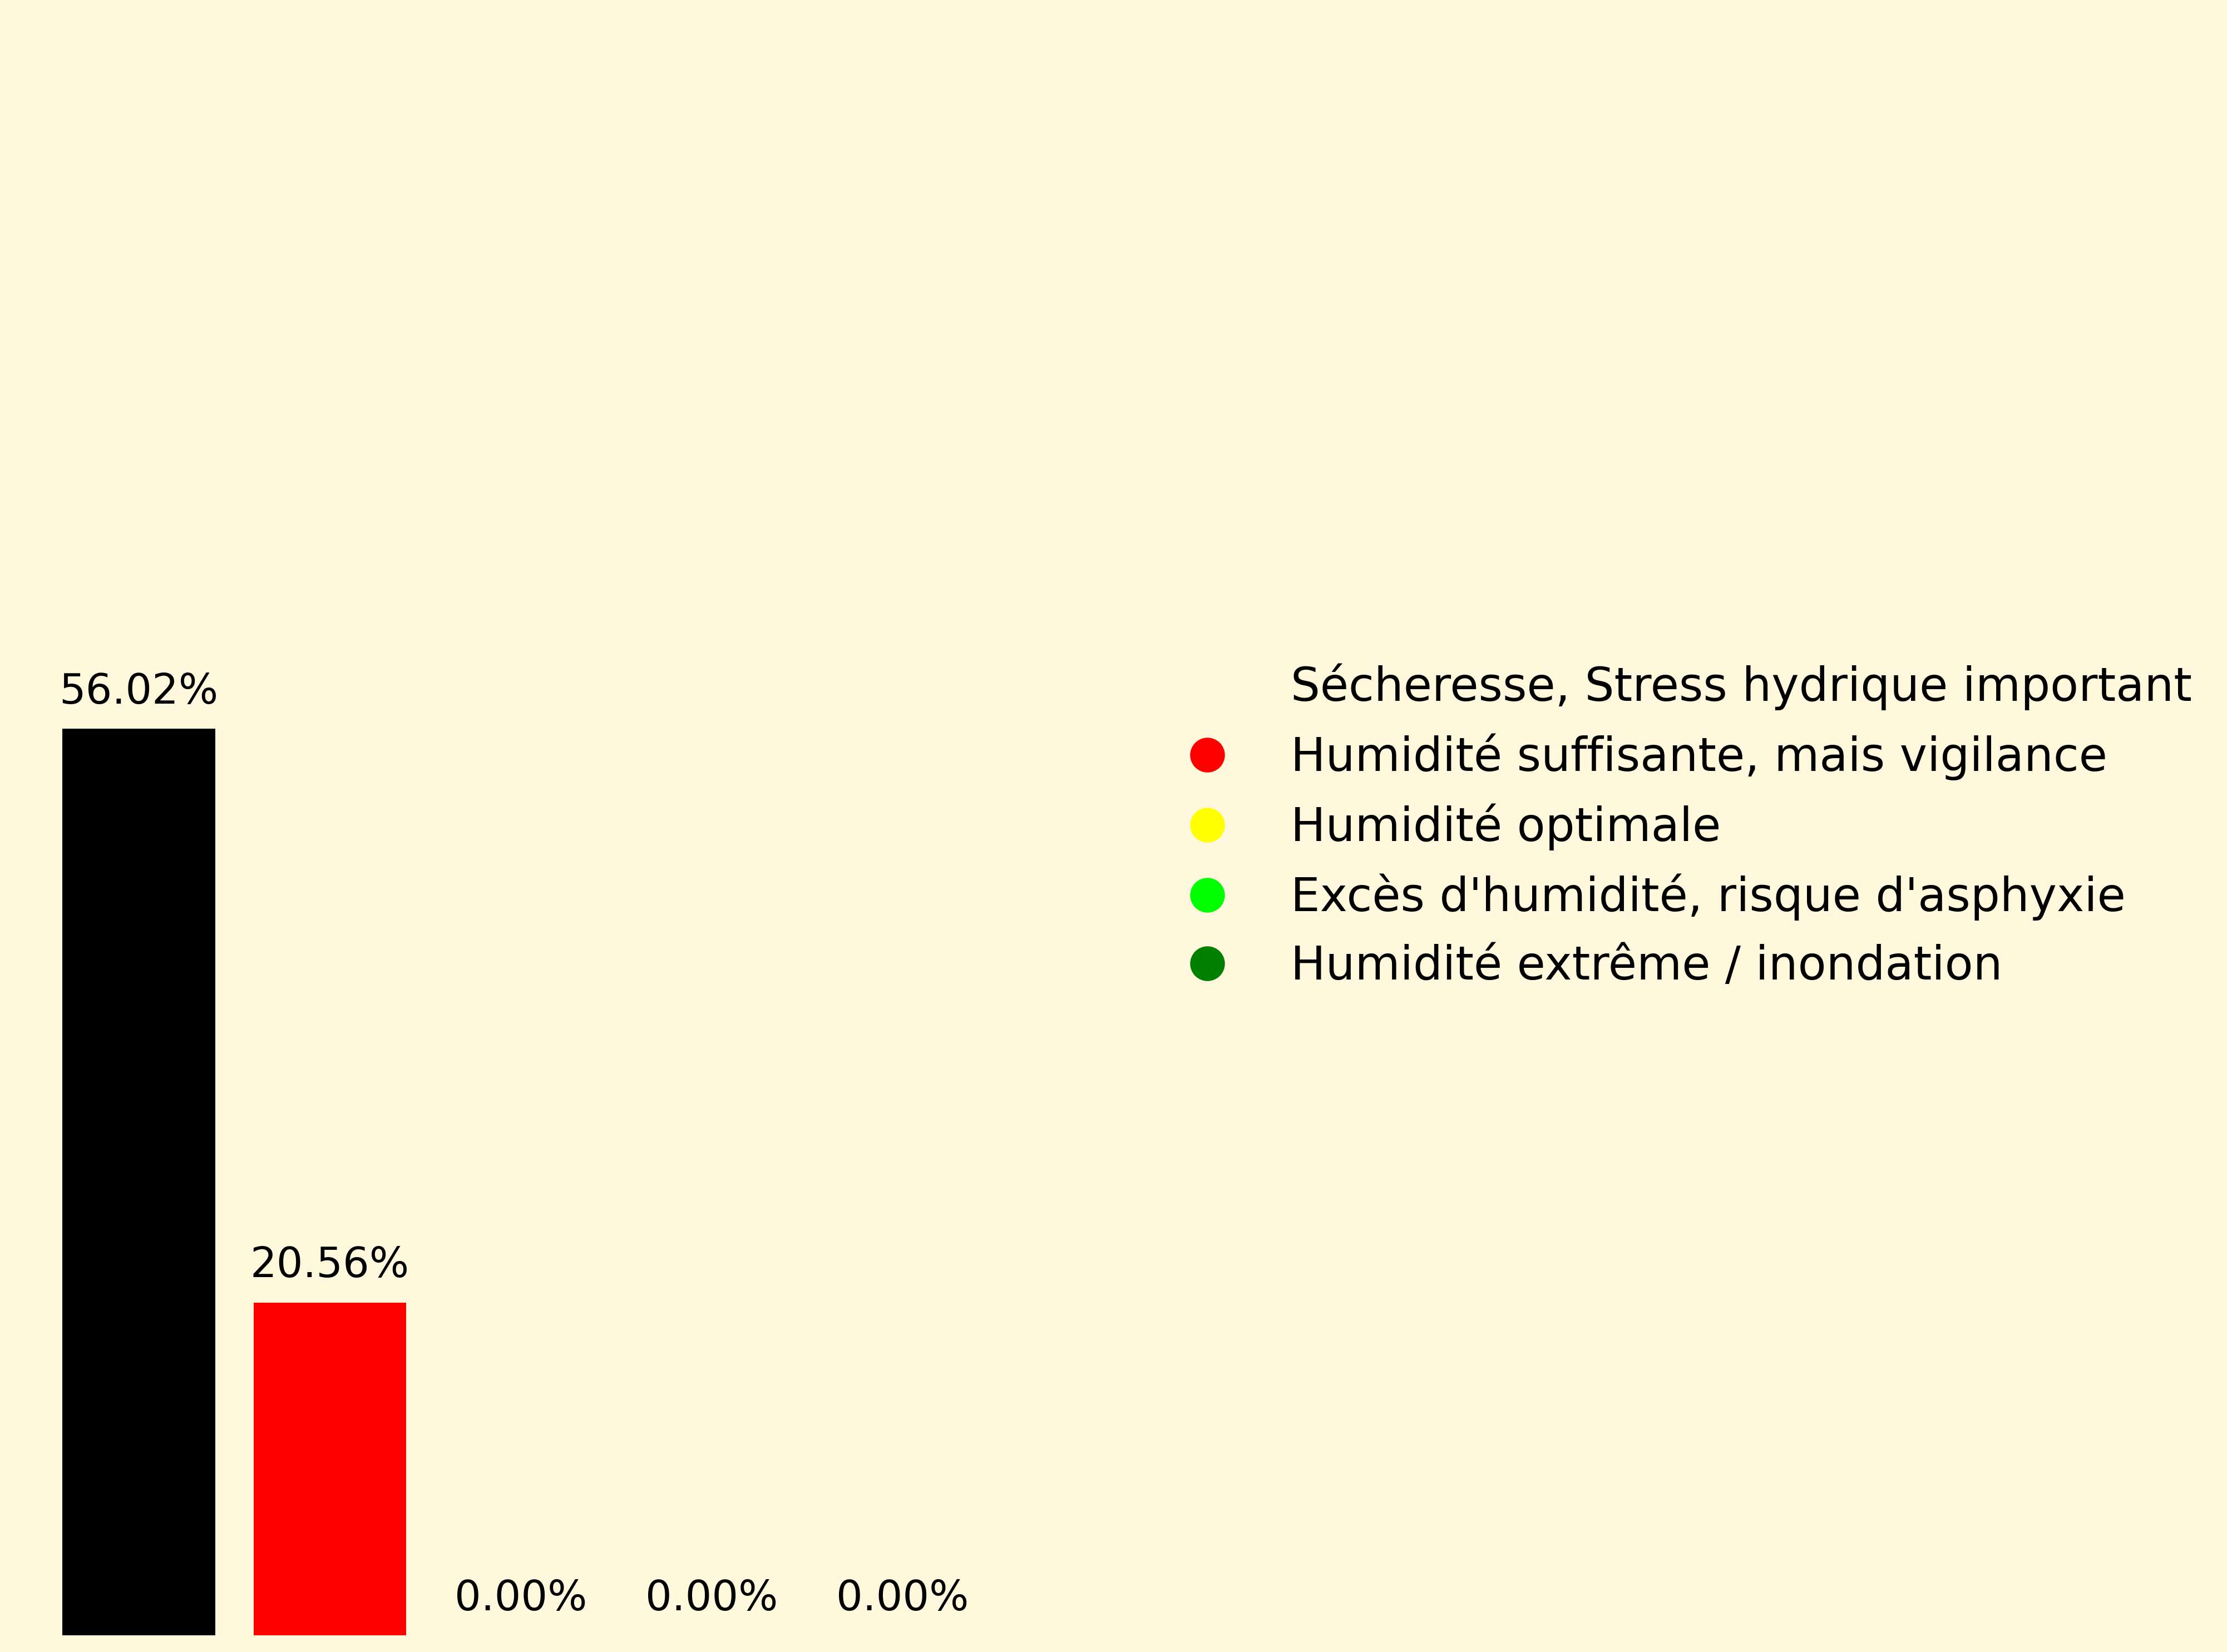 56.02%
20.56%
0.00%
0.00%
0.00%
Sécheresse, Stress hydrique important
Humidité suffisante, mais vigilance
Humidité optimale
Excès d'humidité, risque d'asphyxie
Humidité extrême / inondation